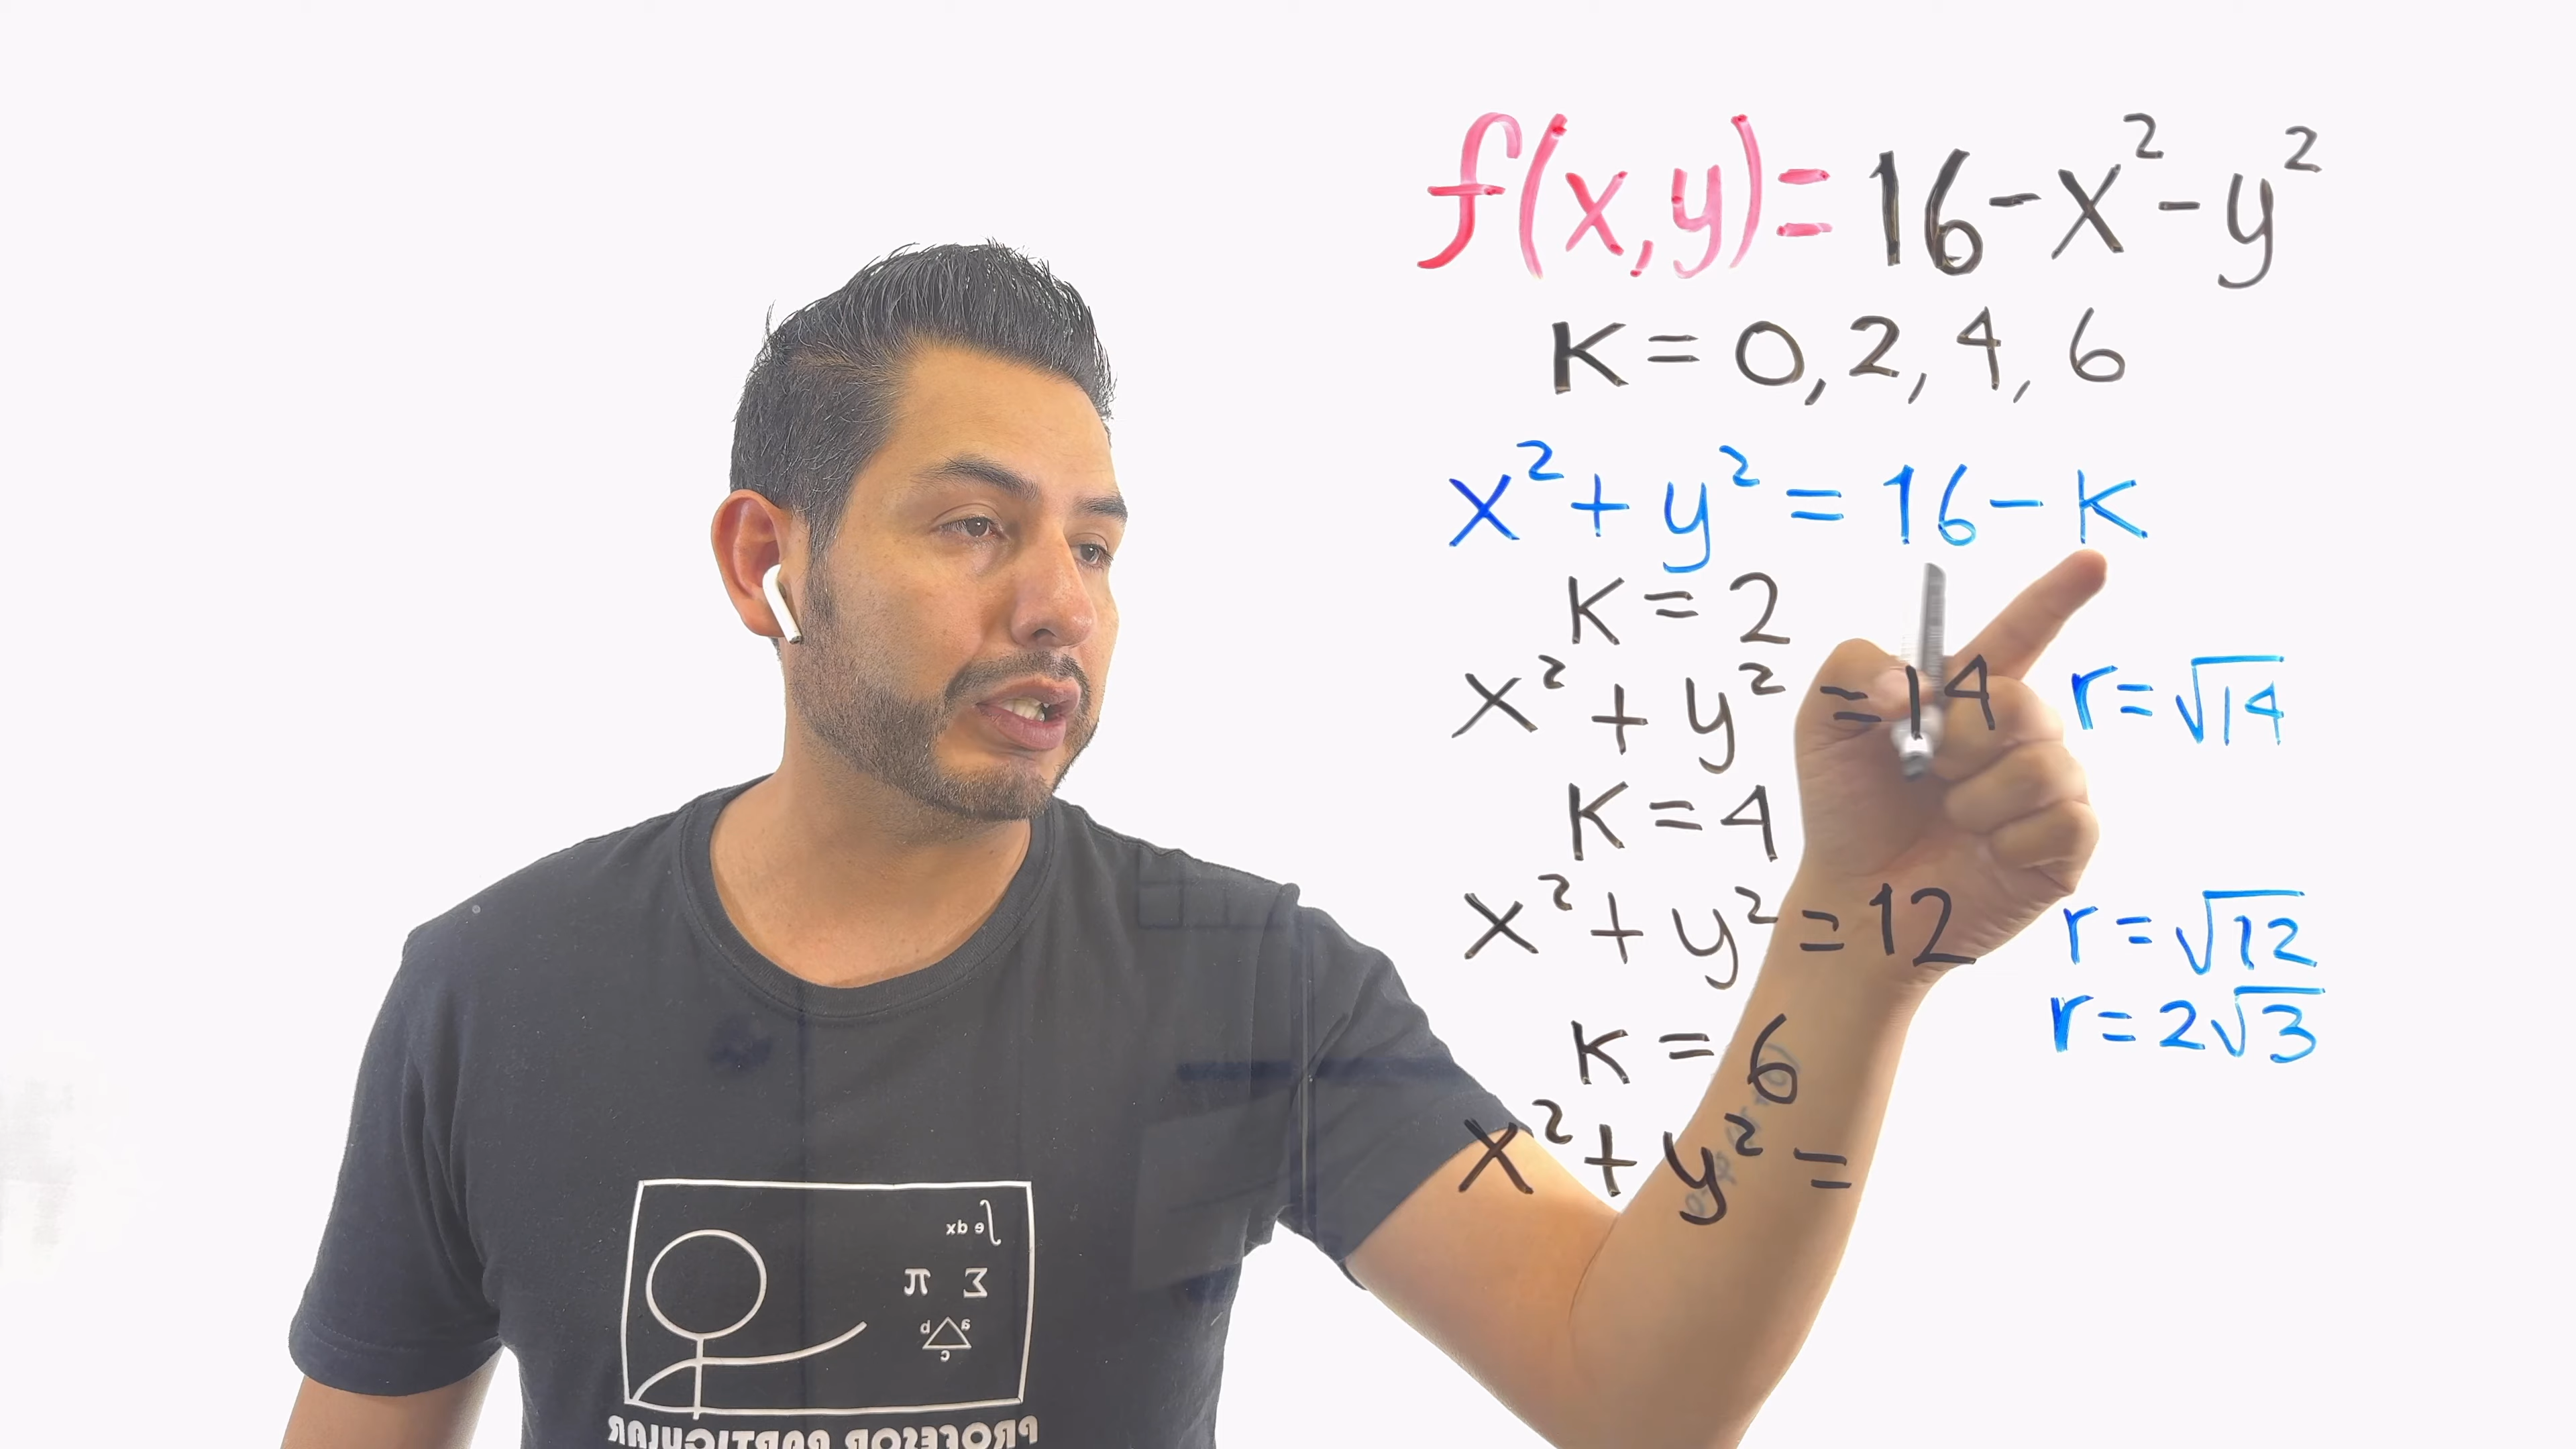 f(x,y)=16-x²-y²
K=0,2,4,6
x²+y²=16-K
K=2
x²+y²=14 r=√14
K=4
x²+y²=12 r=√12
r=2√3
K=6
x²+y²=
∫e dx
π Σ
b a
c
PROFESOR PARTICULAR